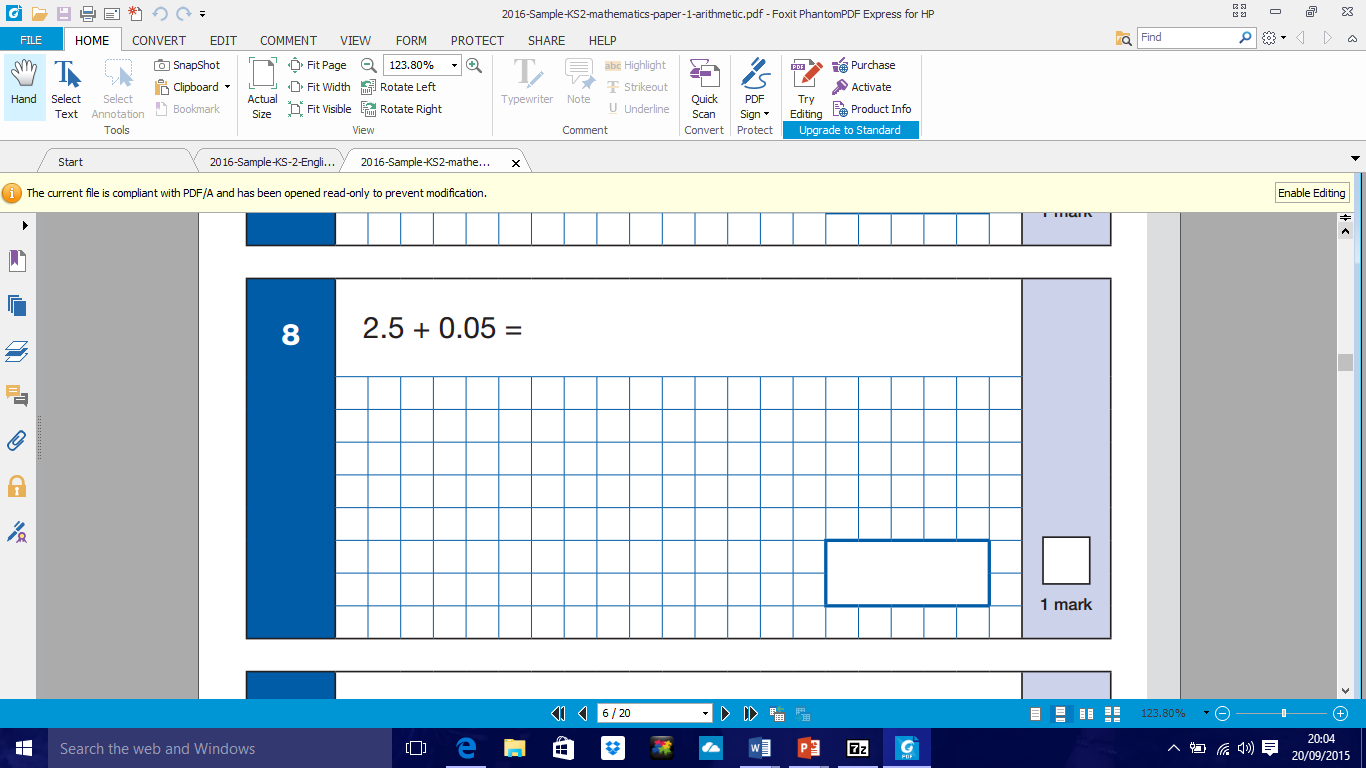 2016-Sample-KS2-mathematics-paper-1-arithmetic.pdf - Foxit PhantomPDF Express for HP
FILE HOME CONVERT EDIT COMMENT VIEW FORM PROTECT SHARE HELP Find
Hand Select Text Select Annotation SnapShot Clipboard Bookmark Tools
Actual Size Fit Page Fit Width Fit Visible 123.80% Rotate Left Rotate Right View
Typewriter Note abc Highlight T Strikeout U Underline Comment
Quick Scan Convert PDF Sign Protect Try Editing Purchase Activate Product Info Upgrade to Standard
Start 2016-Sample-KS-2-Engli... 2016-Sample-KS2-mathe...
The current file is compliant with PDF/A and has been opened read-only to prevent modification. Enable Editing
1 mark
8 2.5 + 0.05 =
1 mark
6 / 20 123.80%
Search the web and Windows 7z PDF 20:04
20/09/2015